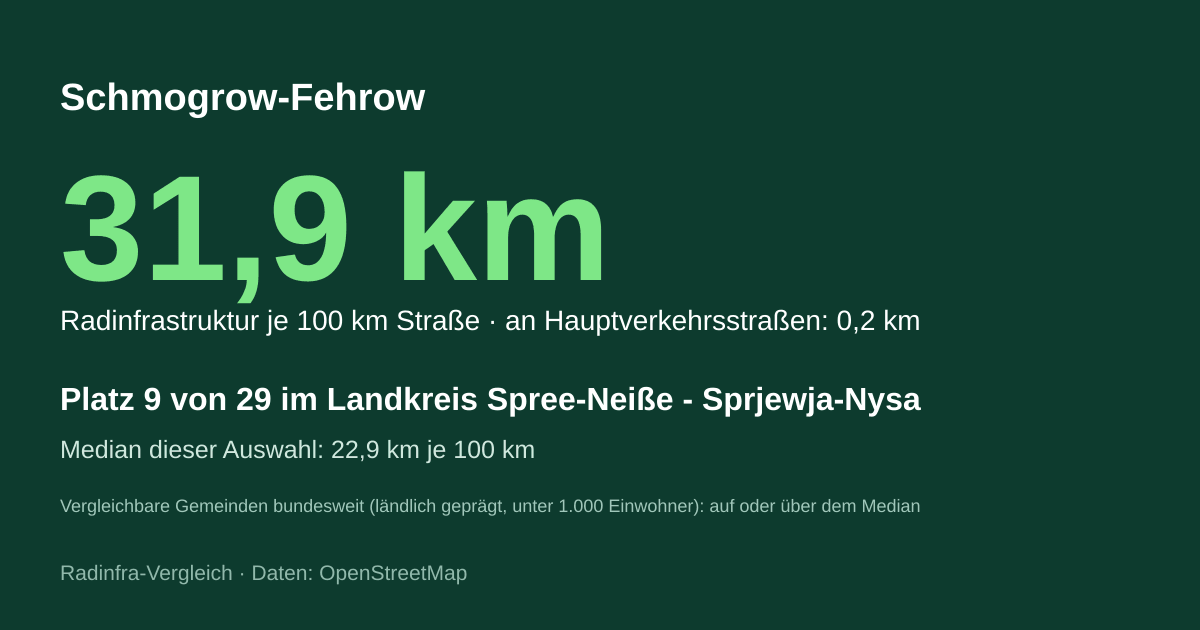 Schmogrow-Fehrow
31,9 km
Radinfrastruktur je 100 km Straße · an Hauptverkehrsstraßen: 0,2 km
Platz 9 von 29 im Landkreis Spree-Neiße - Sprjewja-Nysa
Median dieser Auswahl: 22,9 km je 100 km
Vergleichbare Gemeinden bundesweit (ländlich geprägt, unter 1.000 Einwohner): auf oder über dem Median
Radinfra-Vergleich · Daten: OpenStreetMap